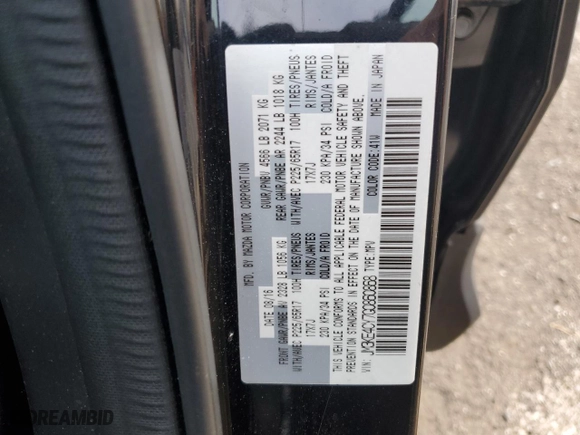 MFD. BY MAZDA MOTOR CORPORATION
DATE 08/16 GVWR/PNBV 4566 LB 2071 KG
FRONT GAWR/PNBE AV 2328 LB 1056 KG REAR GAWR/PNBE AR 2244 LB 1018 KG
WITH/AVEC P225/65R17 100H TIRES/PNEUS WITH/AVEC P225/65R17 100H TIRES/PNEUS
17X7J RIMS/JANTES 17X7J RIMS/JANTES
230 KPA/34 PSI COLD/A FROID 230 KPA/34 PSI COLD/A FROID
THIS VEHICLE CONFORMS TO ALL APPLICABLE FEDERAL MOTOR VEHICLE SAFETY AND THEFT
PREVENTION STANDARDS IN EFFECT ON THE DATE OF MANUFACTURE SHOWN ABOVE.
VIN: JM3KE4CY7G0860868 TYPE:MPV
COLOR CODE:41W MADE IN JAPAN
DREAMBID